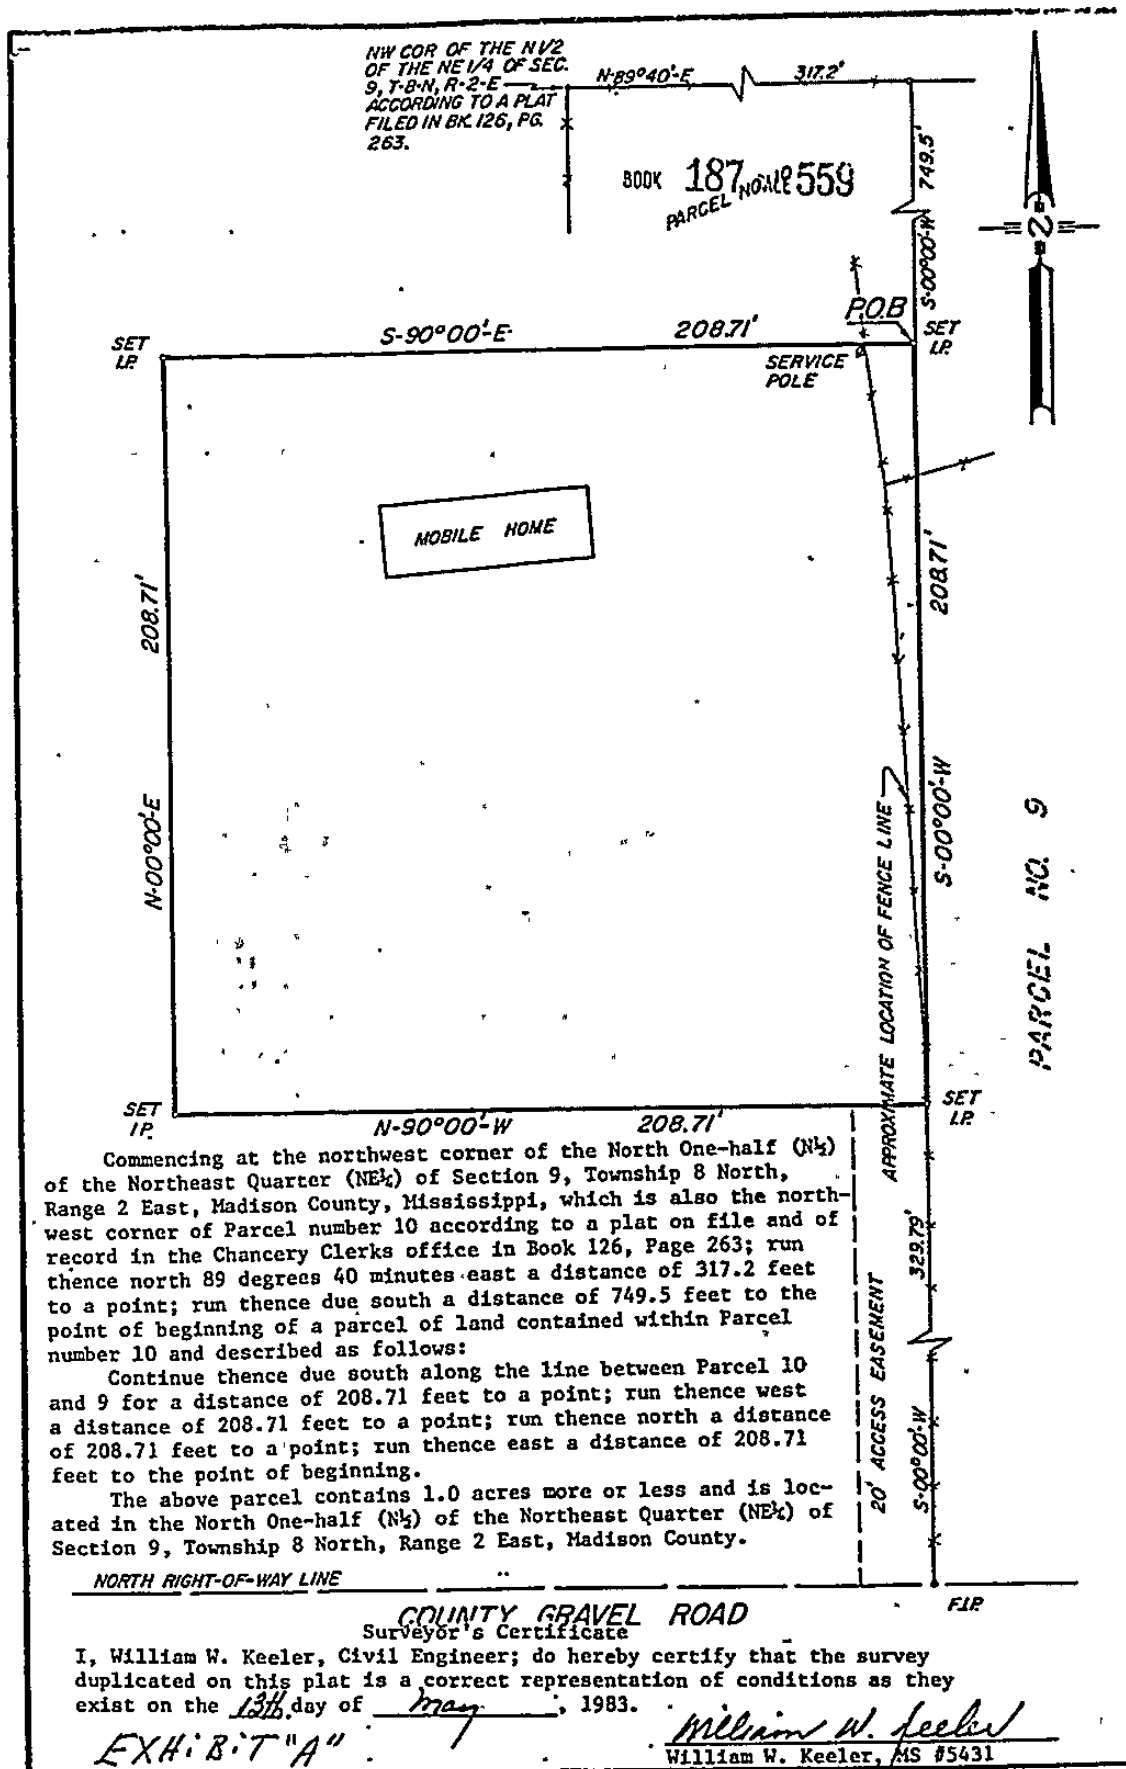 NW COR OF THE N1/2
OF THE NE1/4 OF SEC.
9, T-8-N, R-2-E
ACCORDING TO A PLAT
FILED IN BK. 126, PG.
263.
N-89°40'-E 317.2'
749.5'
S-00°00'-W
BOOK 187
559
PARCEL NO. 10
P.O.B
S-90°00'-E 208.71'
SET
I.P.
SET
I.P.
SERVICE
POLE
MOBILE HOME
208.71'
N-00°00'-E
208.71'
S-00°00'-W
APPROXIMATE LOCATION OF FENCE LINE
PARCEL NO. 9
SET
I.P.
SET
I.P.
N-90°00'-W 208.71'
Commencing at the northwest corner of the North One-half (N½)
of the Northeast Quarter (NE¼) of Section 9, Township 8 North,
Range 2 East, Madison County, Mississippi, which is also the north-
west corner of Parcel number 10 according to a plat on file and of
record in the Chancery Clerks office in Book 126, Page 263; run
thence north 89 degrees 40 minutes east a distance of 317.2 feet
to a point; run thence due south a distance of 749.5 feet to the
point of beginning of a parcel of land contained within Parcel
number 10 and described as follows:
Continue thence due south along the line between Parcel 10
and 9 for a distance of 208.71 feet to a point; run thence west
a distance of 208.71 feet to a point; run thence north a distance
of 208.71 feet to a point; run thence east a distance of 208.71
feet to the point of beginning.
The above parcel contains 1.0 acres more or less and is loc-
ated in the North One-half (N½) of the Northeast Quarter (NE¼) of
Section 9, Township 8 North, Range 2 East, Madison County.
20' ACCESS EASEMENT
329.79'
S-00°00'-W
NORTH RIGHT-OF-WAY LINE
F.I.P.
COUNTY GRAVEL ROAD
Surveyor's Certificate
I, William W. Keeler, Civil Engineer; do hereby certify that the survey
duplicated on this plat is a correct representation of conditions as they
exist on the 13th day of May, 1983.
William W. Keeler
William W. Keeler, MS #5431
EXHiBiT "A"